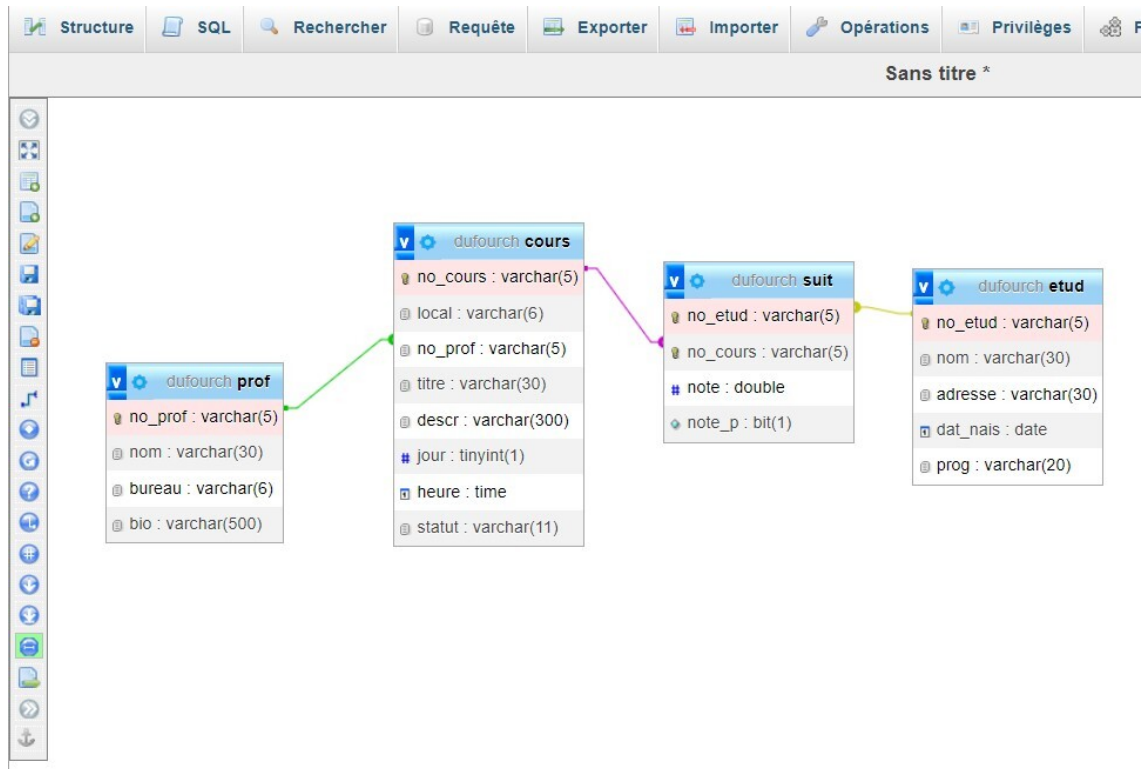 Structure SQL Rechercher Requête Exporter Importer Opérations Privilèges
Sans titre *
dufourch prof
no_prof : varchar(5)
nom : varchar(30)
bureau : varchar(6)
bio : varchar(500)
dufourch cours
no_cours : varchar(5)
local : varchar(6)
no_prof : varchar(5)
titre : varchar(30)
descr : varchar(300)
jour : tinyint(1)
heure : time
statut : varchar(11)
dufourch suit
no_etud : varchar(5)
no_cours : varchar(5)
note : double
note_p : bit(1)
dufourch etud
no_etud : varchar(5)
nom : varchar(30)
adresse : varchar(30)
dat_nais : date
prog : varchar(20)